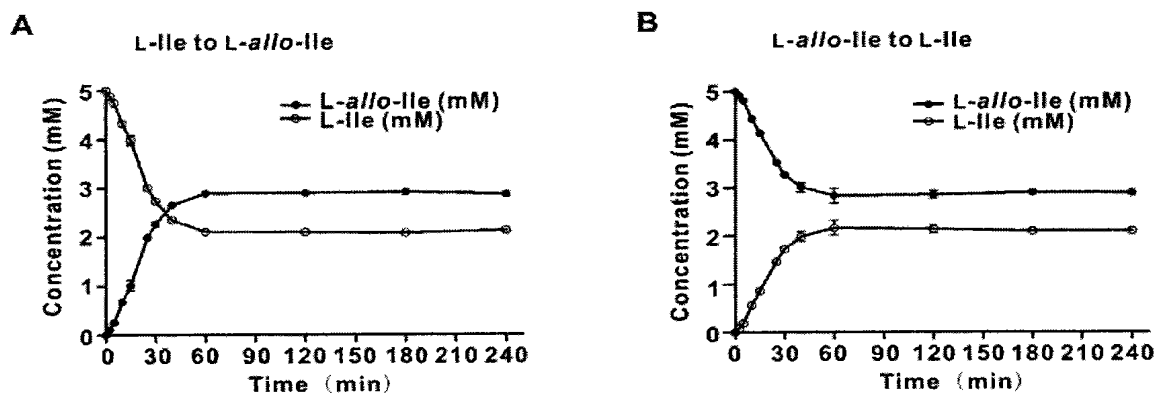 A
L-Ile to L-allo-Ile
5
4
3
2
1
0
Concentration (mM)
L-allo-Ile (mM)
L-Ile (mM)
0 30 60 90 120 150 180 210 240
Time (min)
B
L-allo-Ile to L-Ile
5
4
3
2
1
0
Concentration (mM)
L-allo-Ile (mM)
L-Ile (mM)
0 30 60 90 120 150 180 210 240
Time (min)